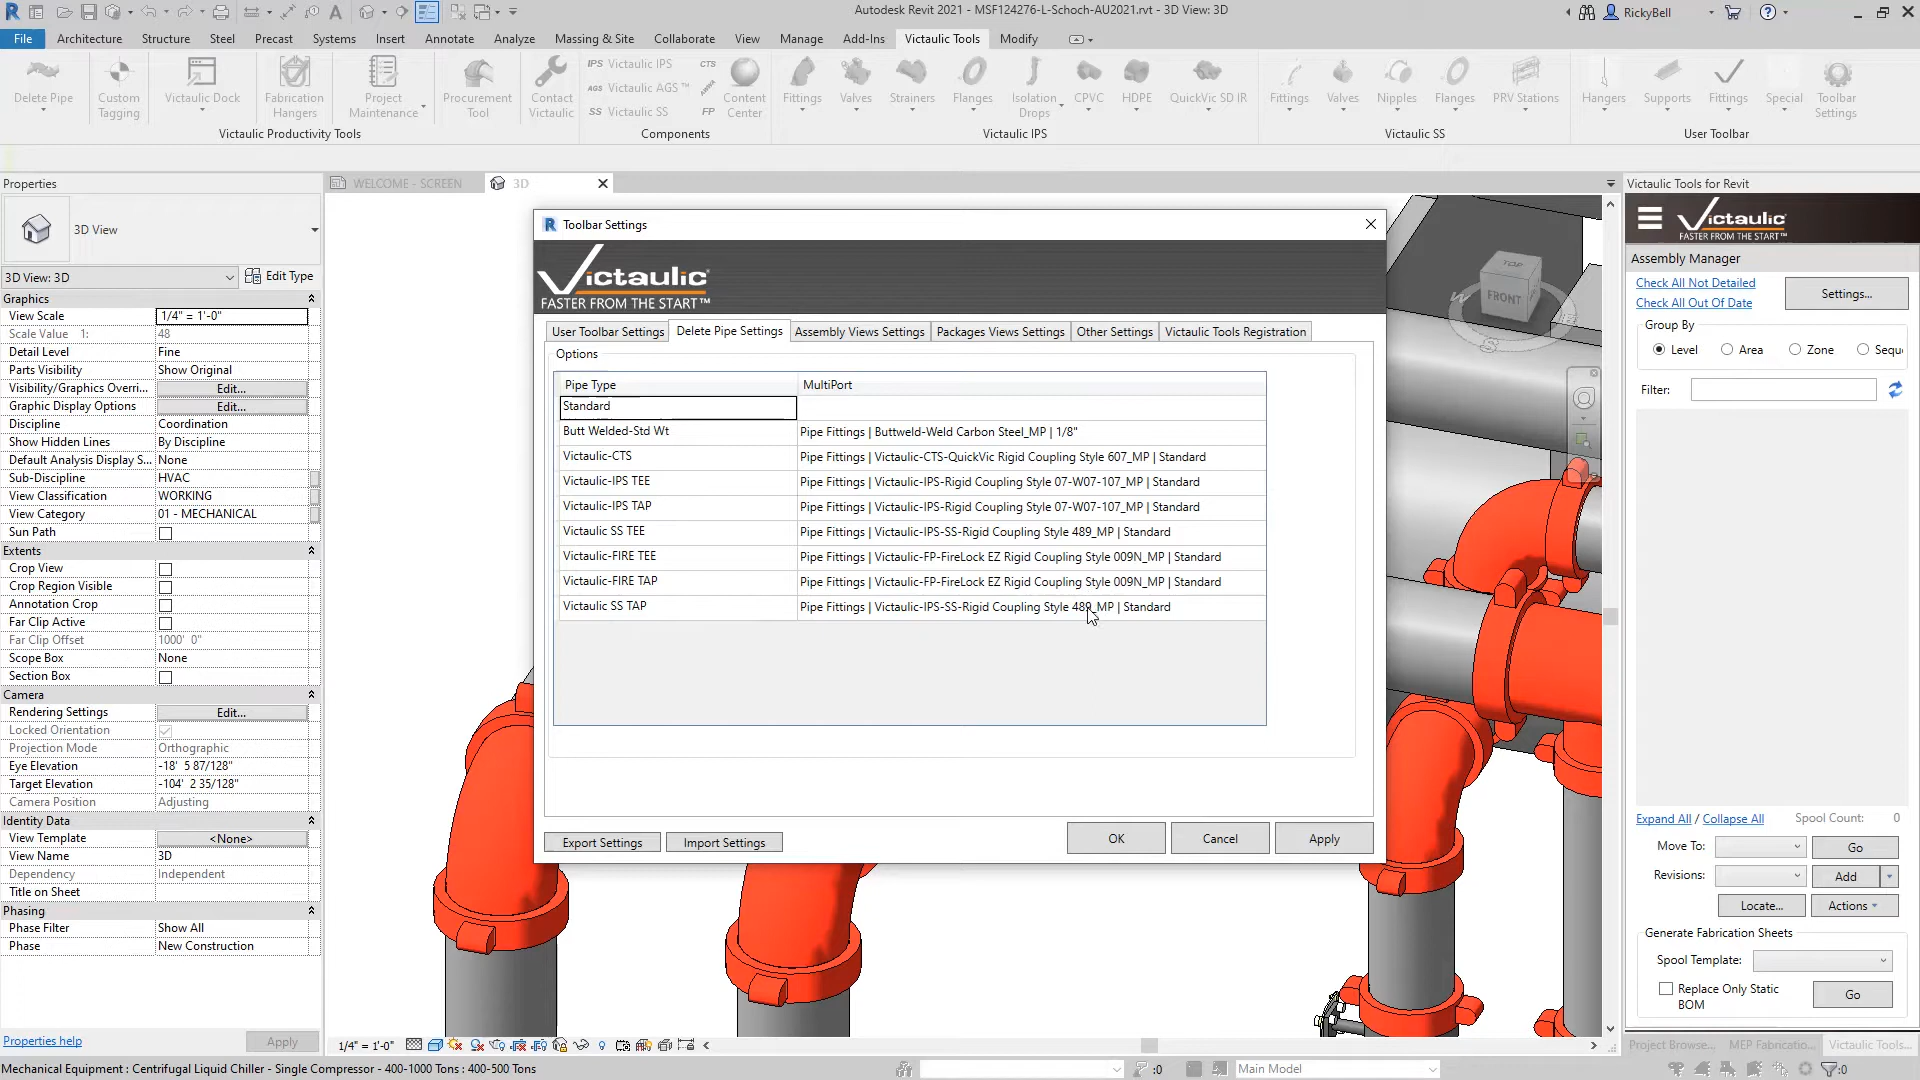 Autodesk Revit 2021 - MSF124276-L-Schoch-AU2021.rvt - 3D View: 3D
RickyBell
File Architecture Structure Steel Precast Systems Insert Annotate Analyze Massing & Site Collaborate View Manage Add-Ins Victaulic Tools Modify
Delete Pipe
Custom Tagging
Victaulic Dock
Fabrication Hangers
Project Maintenance
Procurement Tool
Contact Victaulic
IPS Victaulic IPS
AGS Victaulic AGS™
SS Victaulic SS
CTS
FP
Content Center
Fittings Valves Strainers Flanges Isolation Drops CPVC HDPE QuickVic SD IR
Fittings Valves Nipples Flanges PRV Stations
Hangers Supports Fittings Special Toolbar Settings
Victaulic Productivity Tools Components Victaulic IPS Victaulic SS User Toolbar
Properties
3D View
3D View: 3D Edit Type
Graphics
View Scale 1/4" = 1'-0"
Scale Value 1: 48
Detail Level Fine
Parts Visibility Show Original
Visibility/Graphics Overri... Edit...
Graphic Display Options Edit...
Discipline Coordination
Show Hidden Lines By Discipline
Default Analysis Display S... None
Sub-Discipline HVAC
View Classification WORKING
View Category 01 - MECHANICAL
Sun Path
Extents
Crop View
Crop Region Visible
Annotation Crop
Far Clip Active
Far Clip Offset 1000' 0"
Scope Box None
Section Box
Camera
Rendering Settings Edit...
Locked Orientation
Projection Mode Orthographic
Eye Elevation -18' 5 87/128"
Target Elevation -104' 2 35/128"
Camera Position Adjusting
Identity Data
View Template <None>
View Name 3D
Dependency Independent
Title on Sheet
Phasing
Phase Filter Show All
Phase New Construction
Properties help Apply
WELCOME - SCREEN 3D
Toolbar Settings
Victaulic
FASTER FROM THE START™
User Toolbar Settings Delete Pipe Settings Assembly Views Settings Packages Views Settings Other Settings Victaulic Tools Registration
Options
Pipe Type MultiPort
Standard
Butt Welded-Std Wt Pipe Fittings | Buttweld-Weld Carbon Steel_MP | 1/8"
Victaulic-CTS Pipe Fittings | Victaulic-CTS-QuickVic Rigid Coupling Style 607_MP | Standard
Victaulic-IPS TEE Pipe Fittings | Victaulic-IPS-Rigid Coupling Style 07-W07-107_MP | Standard
Victaulic-IPS TAP Pipe Fittings | Victaulic-IPS-Rigid Coupling Style 07-W07-107_MP | Standard
Victaulic SS TEE Pipe Fittings | Victaulic-IPS-SS-Rigid Coupling Style 489_MP | Standard
Victaulic-FIRE TEE Pipe Fittings | Victaulic-FP-FireLock EZ Rigid Coupling Style 009N_MP | Standard
Victaulic-FIRE TAP Pipe Fittings | Victaulic-FP-FireLock EZ Rigid Coupling Style 009N_MP | Standard
Victaulic SS TAP Pipe Fittings | Victaulic-IPS-SS-Rigid Coupling Style 489_MP | Standard
Export Settings Import Settings OK Cancel Apply
TOP
FRONT
W
S
Victaulic Tools for Revit
Victaulic
FASTER FROM THE START™
Assembly Manager
Check All Not Detailed
Check All Out Of Date
Settings...
Group By
Level Area Zone Sequ
Filter:
Expand All / Collapse All Spool Count: 0
Move To: Go
Revisions: Add
Locate... Actions
Generate Fabrication Sheets
Spool Template:
Replace Only Static BOM
Go
Project Browse... MEP Fabricatio... Victaulic Tools...
1/4" = 1'-0"
Mechanical Equipment : Centrifugal Liquid Chiller - Single Compressor - 400-1000 Tons : 400-500 Tons
:0
Main Model
:0